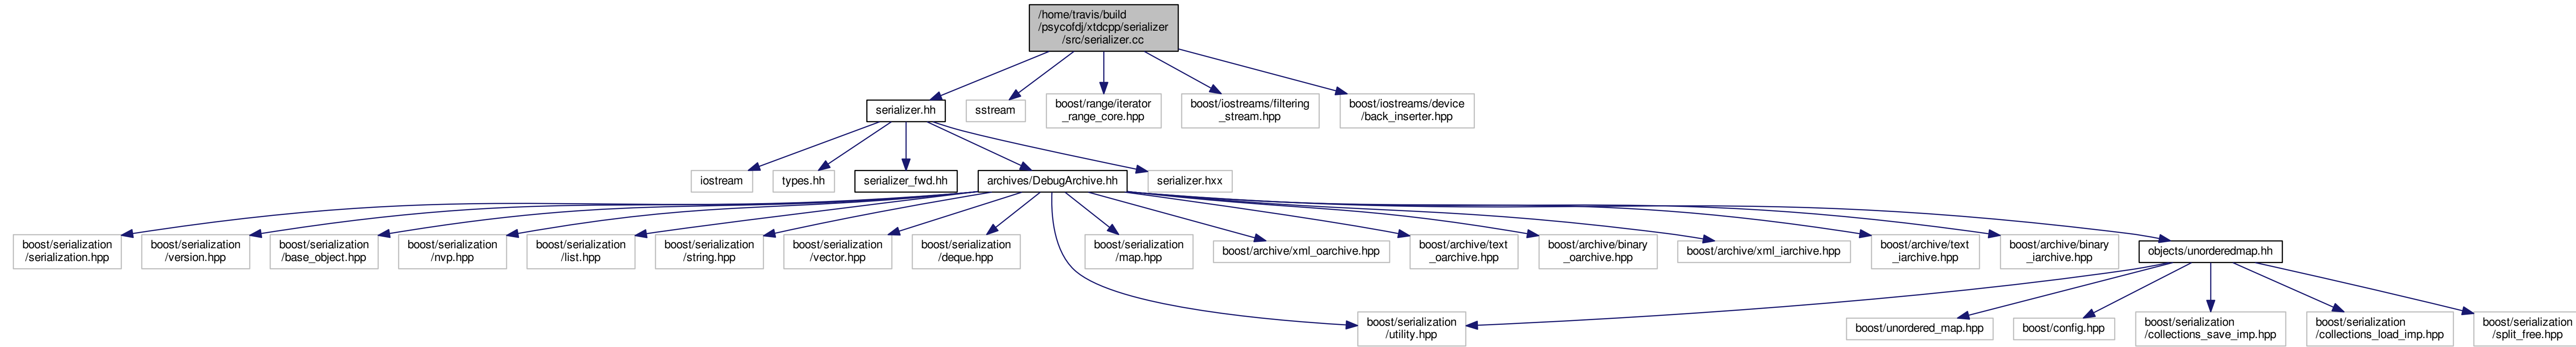 /home/travis/build
/psycofdj/xtdcpp/serializer
/src/serializer.cc
serializer.hh
sstream
boost/range/iterator
_range_core.hpp
boost/iostreams/filtering
_stream.hpp
boost/iostreams/device
/back_inserter.hpp
iostream
types.hh
serializer_fwd.hh
archives/DebugArchive.hh
serializer.hxx
boost/serialization
/serialization.hpp
boost/serialization
/version.hpp
boost/serialization
/base_object.hpp
boost/serialization
/nvp.hpp
boost/serialization
/list.hpp
boost/serialization
/string.hpp
boost/serialization
/vector.hpp
boost/serialization
/deque.hpp
boost/serialization
/map.hpp
boost/archive/xml_oarchive.hpp
boost/archive/text
_oarchive.hpp
boost/archive/binary
_oarchive.hpp
boost/archive/xml_iarchive.hpp
boost/archive/text
_iarchive.hpp
boost/archive/binary
_iarchive.hpp
objects/unorderedmap.hh
boost/serialization
/utility.hpp
boost/unordered_map.hpp
boost/config.hpp
boost/serialization
/collections_save_imp.hpp
boost/serialization
/collections_load_imp.hpp
boost/serialization
/split_free.hpp